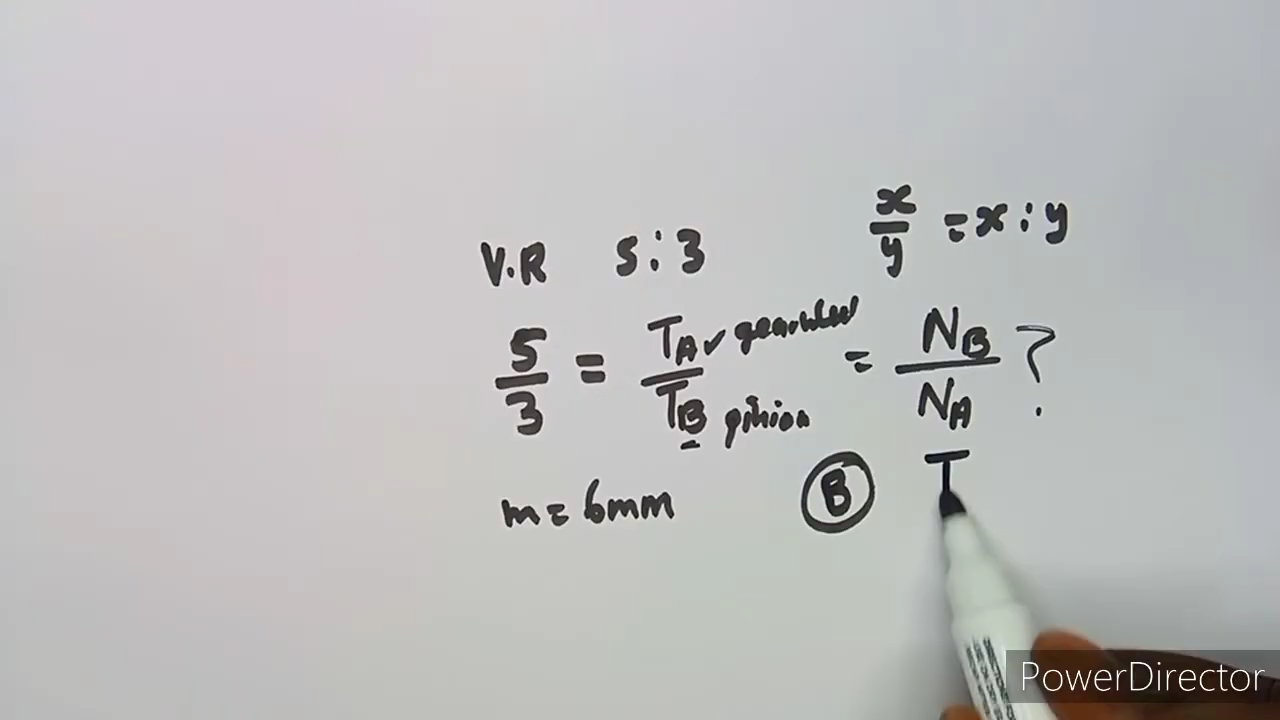 x/y = x : y
V.R 5 : 3
5/3 = TA/TB gearwheel pinion = NB/NA ?
m = 6mm B T
PowerDirector